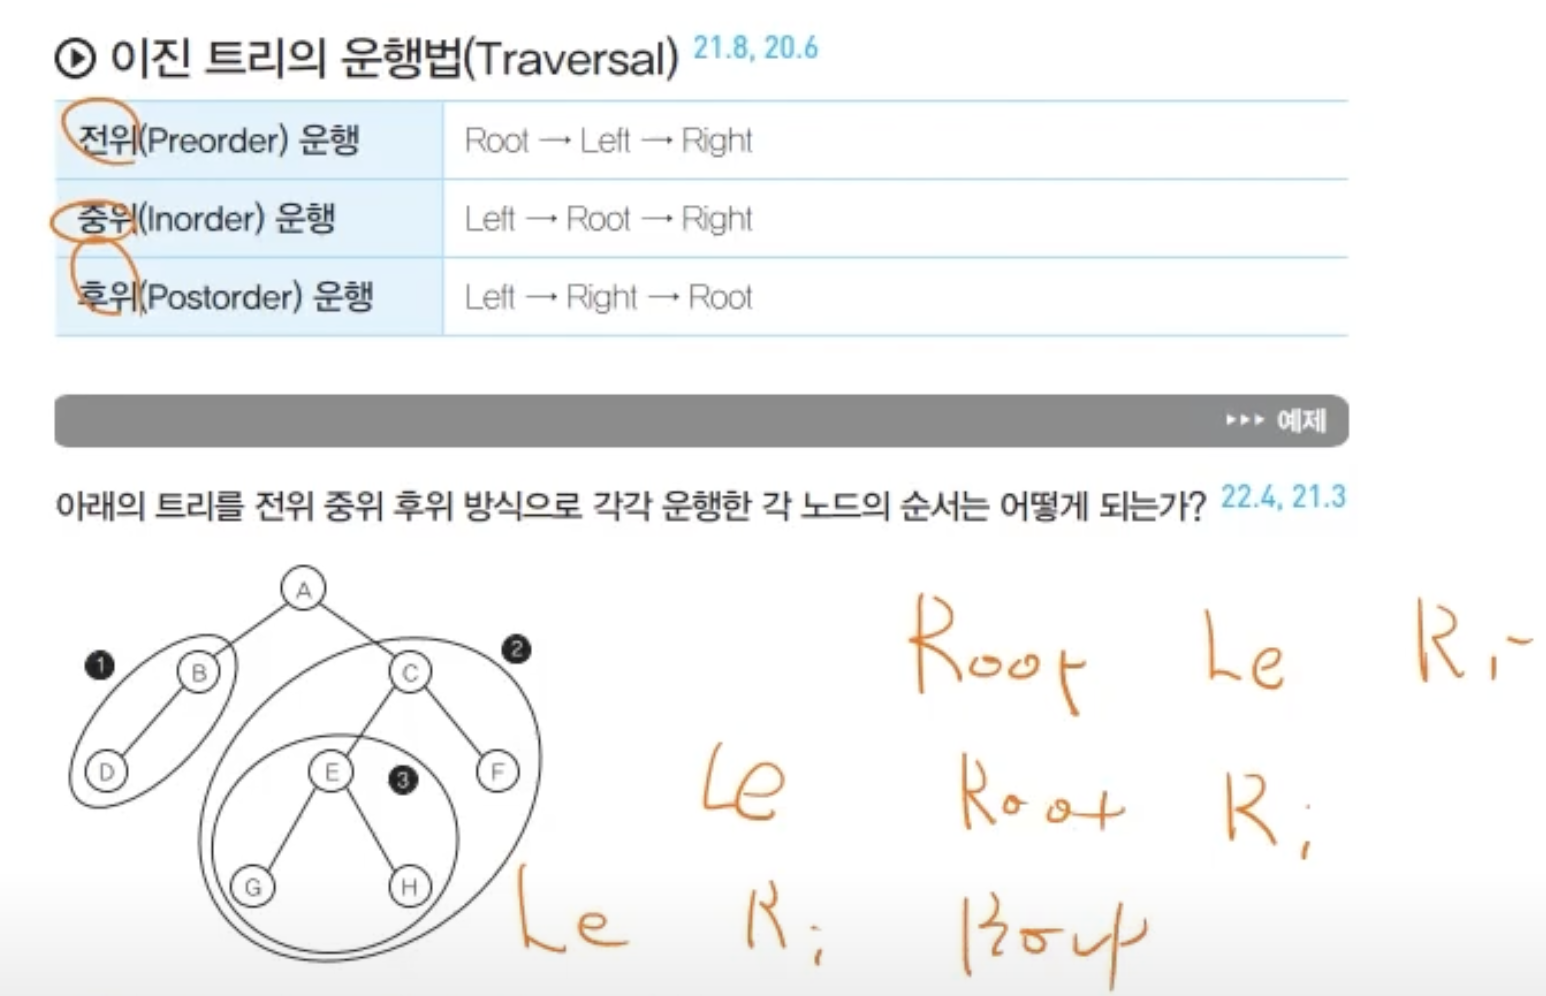 이진 트리의 운행법(Traversal) 21.8, 20.6
전위(Preorder) 운행 Root → Left → Right
중위(Inorder) 운행 Left → Root → Right
후위(Postorder) 운행 Left → Right → Root
▸▸▸ 예제
아래의 트리를 전위 중위 후위 방식으로 각각 운행한 각 노드의 순서는 어떻게 되는가? 22.4, 21.3
A
1 B C 2
D E 3 F
G H
Root Le Ri
Le Root Ri
Le Ri